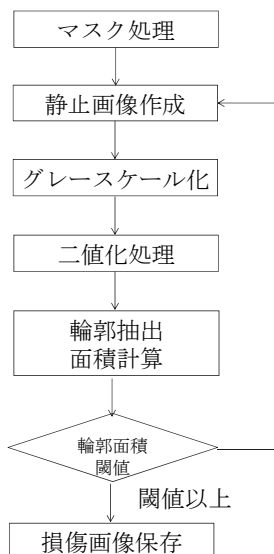 マスク処理
静止画像作成
グレースケール化
二値化処理
輪郭抽出
面積計算
輪郭面積
閾値
閾値以上
損傷画像保存